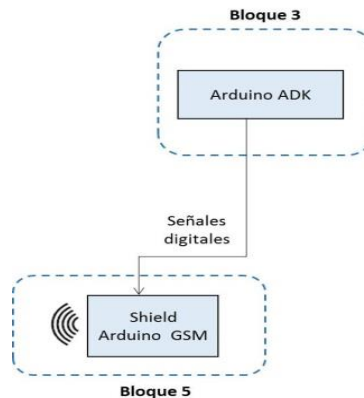 Bloque 3
Arduino ADK
Señales
digitales
Shield
Arduino GSM
Bloque 5